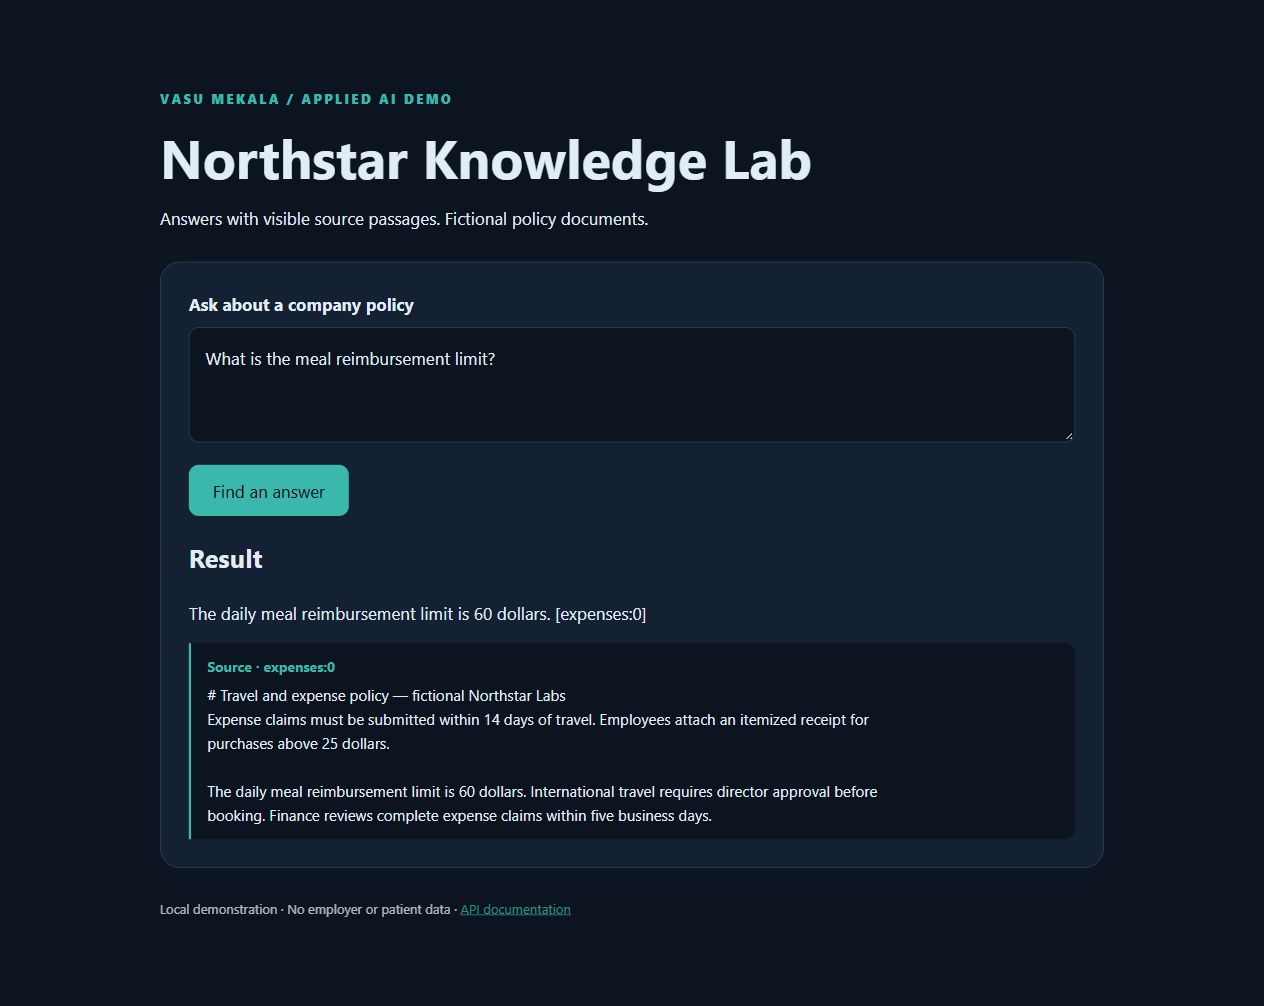 VASU MEKALA / APPLIED AI DEMO
Northstar Knowledge Lab
Answers with visible source passages. Fictional policy documents.
Ask about a company policy
What is the meal reimbursement limit?
Find an answer
Result
The daily meal reimbursement limit is 60 dollars. [expenses:0]
Source · expenses:0
# Travel and expense policy — fictional Northstar Labs
Expense claims must be submitted within 14 days of travel. Employees attach an itemized receipt for
purchases above 25 dollars.
The daily meal reimbursement limit is 60 dollars. International travel requires director approval before
booking. Finance reviews complete expense claims within five business days.
Local demonstration · No employer or patient data · API documentation